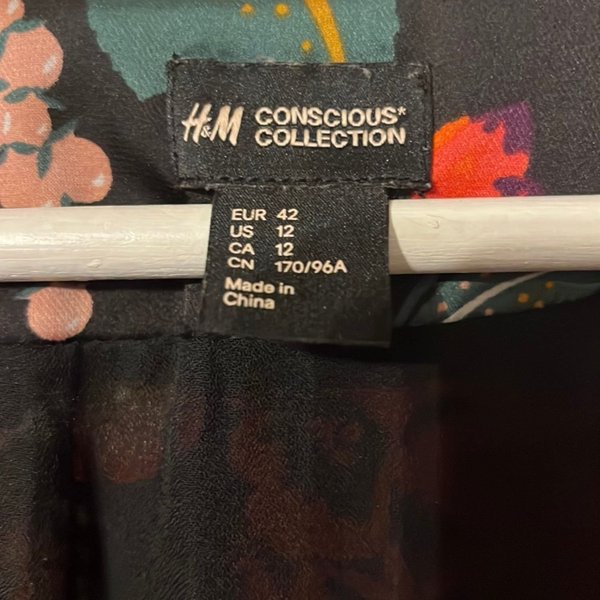 H&M CONSCIOUS*
COLLECTION
EUR 42
US 12
CA 12
CN 170/96A
Made in
China